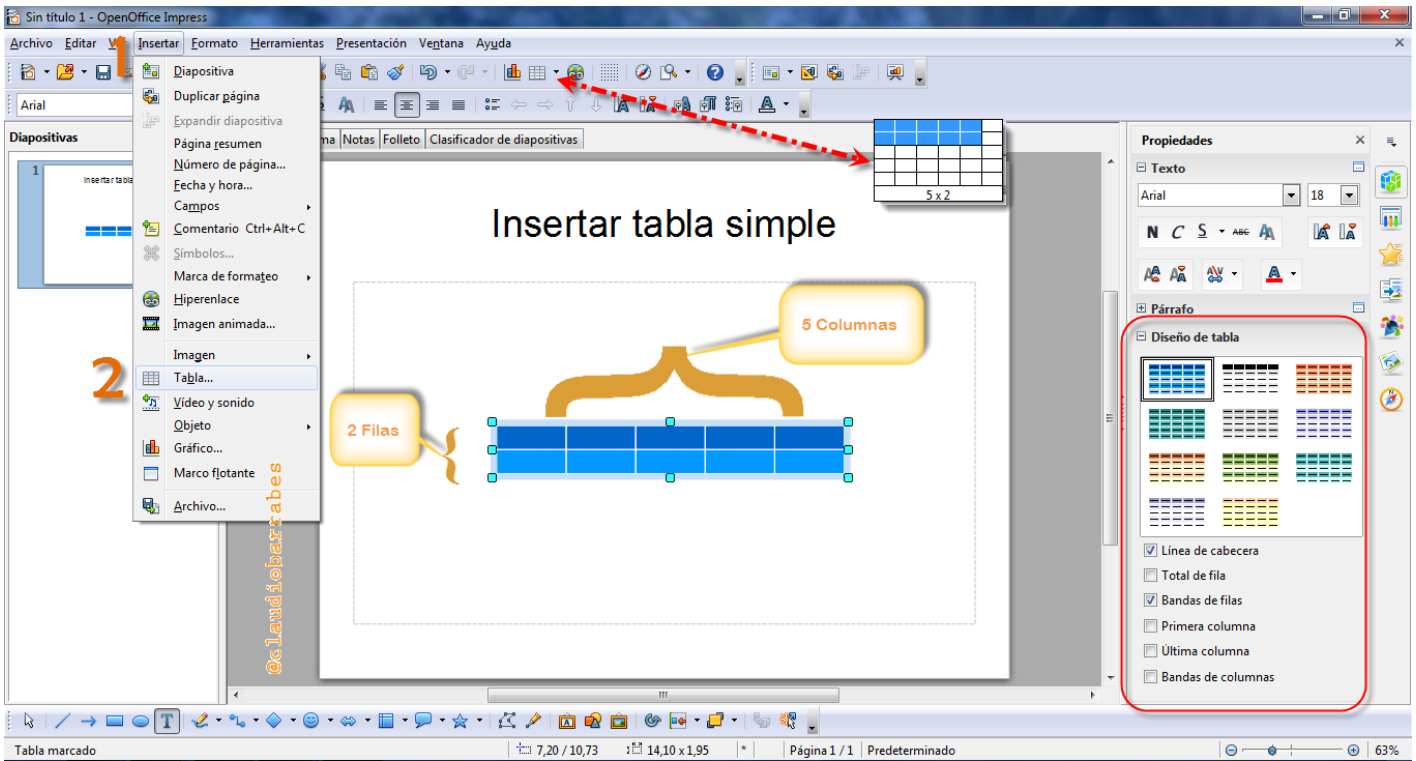 Sin título 1 - OpenOffice Impress
Archivo Editar Insertar Formato Herramientas Presentación Ventana Ayuda
1
Arial
Diapositiva
Duplicar página
Expandir diapositiva
Página resumen
Número de página...
Fecha y hora...
Campos
Comentario Ctrl+Alt+C
Símbolos...
Marca de formateo
Hiperenlace
Imagen animada...
Imagen
2
Tabla...
Vídeo y sonido
Objeto
Gráfico...
Marco flotante
Archivo...
Diapositivas
1
Insertar tabla
Notas Folleto Clasificador de diapositivas
5 x 2
Insertar tabla simple
5 Columnas
2 Filas
@claudiobarrabes
Propiedades
Texto
Arial 18
N C S ABC
Párrafo
Diseño de tabla
Línea de cabecera
Total de fila
Bandas de filas
Primera columna
Última columna
Bandas de columnas
Tabla marcado 7,20 / 10,73 14,10 x 1,95 * Página 1 / 1 Predeterminado 63%